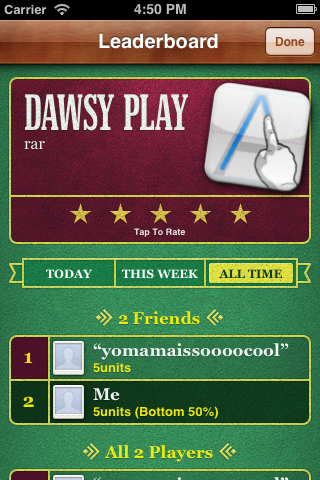 Carrier 4:50 PM
Leaderboard
Done
DAWSY PLAY
rar
Tap To Rate
TODAY THIS WEEK ALL TIME
2 Friends
1 “yomamaissoooocool”
5units
2 Me
5units (Bottom 50%)
All 2 Players